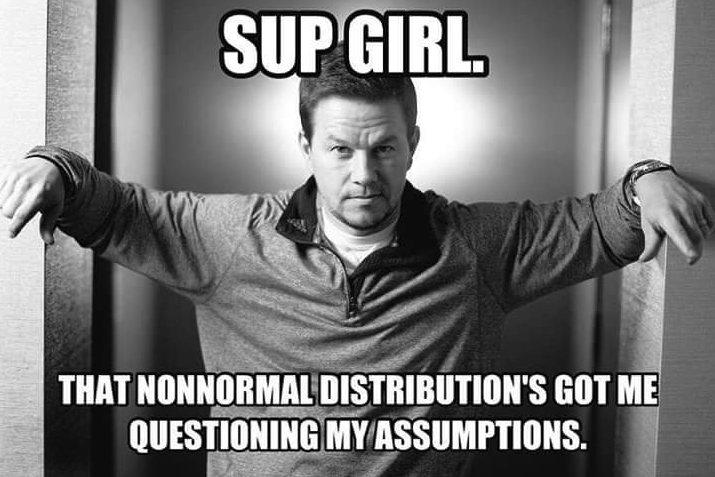 SUP GIRL.
THAT NONNORMAL DISTRIBUTION'S GOT ME
QUESTIONING MY ASSUMPTIONS.